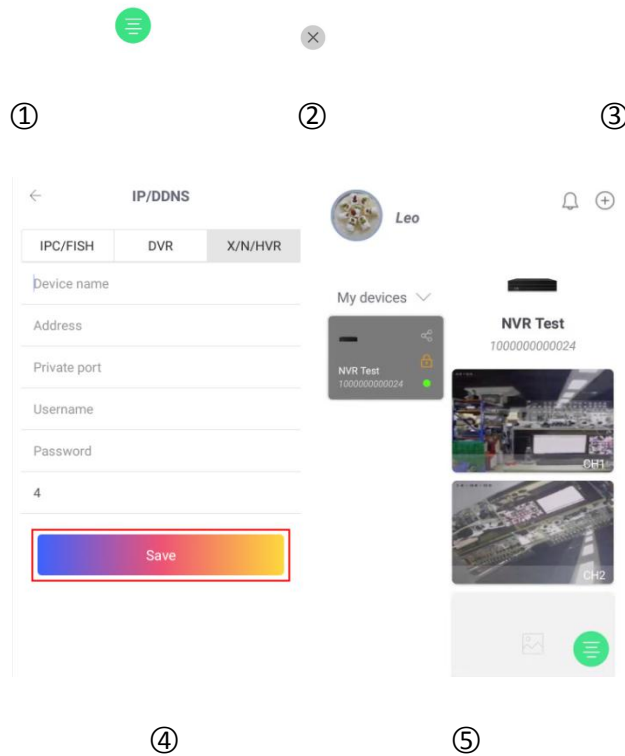 ① ② ③
IP/DDNS
IPC/FISH DVR X/N/HVR
Device name
Address
Private port
Username
Password
4
Save
Leo
My devices
NVR Test
1000000000024
NVR Test
1000000000024
CH1
CH2
④ ⑤